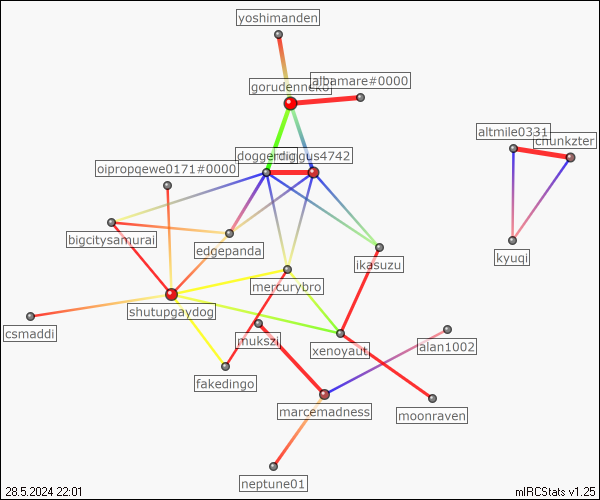 yoshimanden
albamare#0000
gorudenneko
doggerdingus4742
altmile0331
chunkzter
oipropqewe0171#0000
bigcitysamurai
edgepanda
ikasuzu
kyuqi
mercurybro
shutupgaydog
csmaddi
mukszi
xenoyaut
alan1002
fakedingo
marcemadness
moonraven
neptune01
28.5.2024 22:01
mIRCStats v1.25